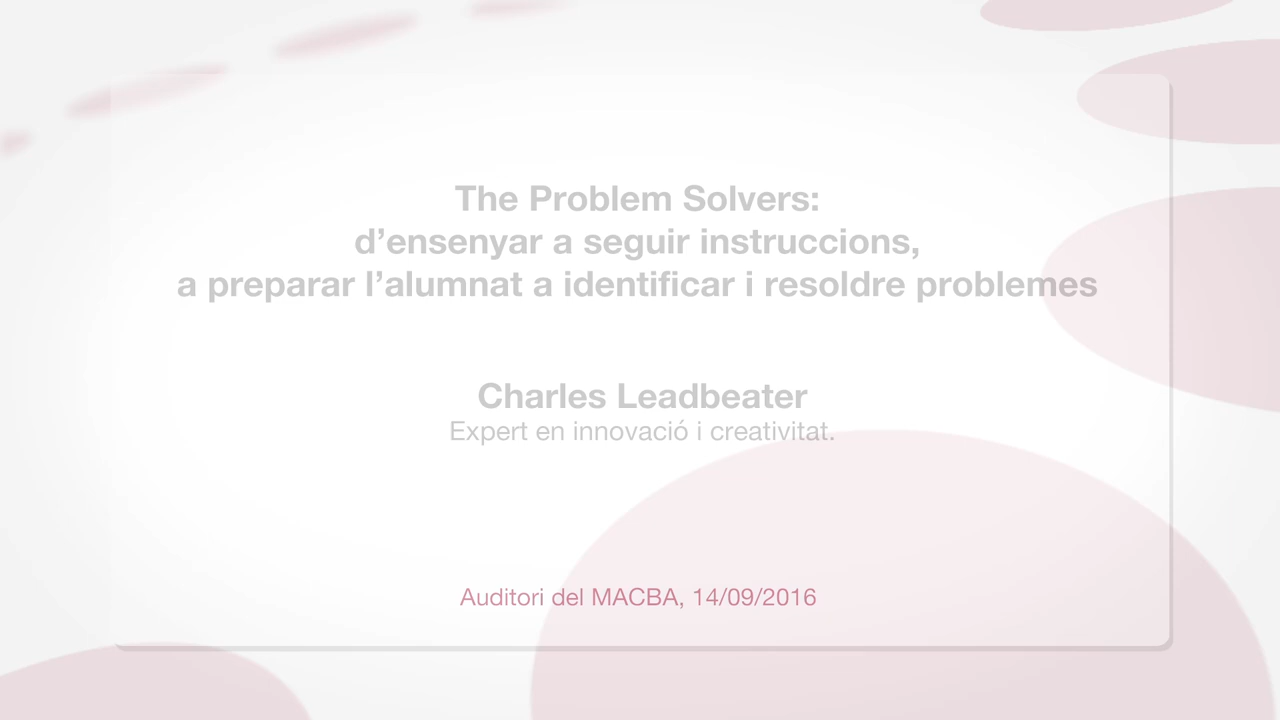 The Problem Solvers:
d’ensenyar a seguir instruccions,
a preparar l’alumnat a identificar i resoldre problemes
Charles Leadbeater
Expert en innovació i creativitat.
Auditori del MACBA, 14/09/2016